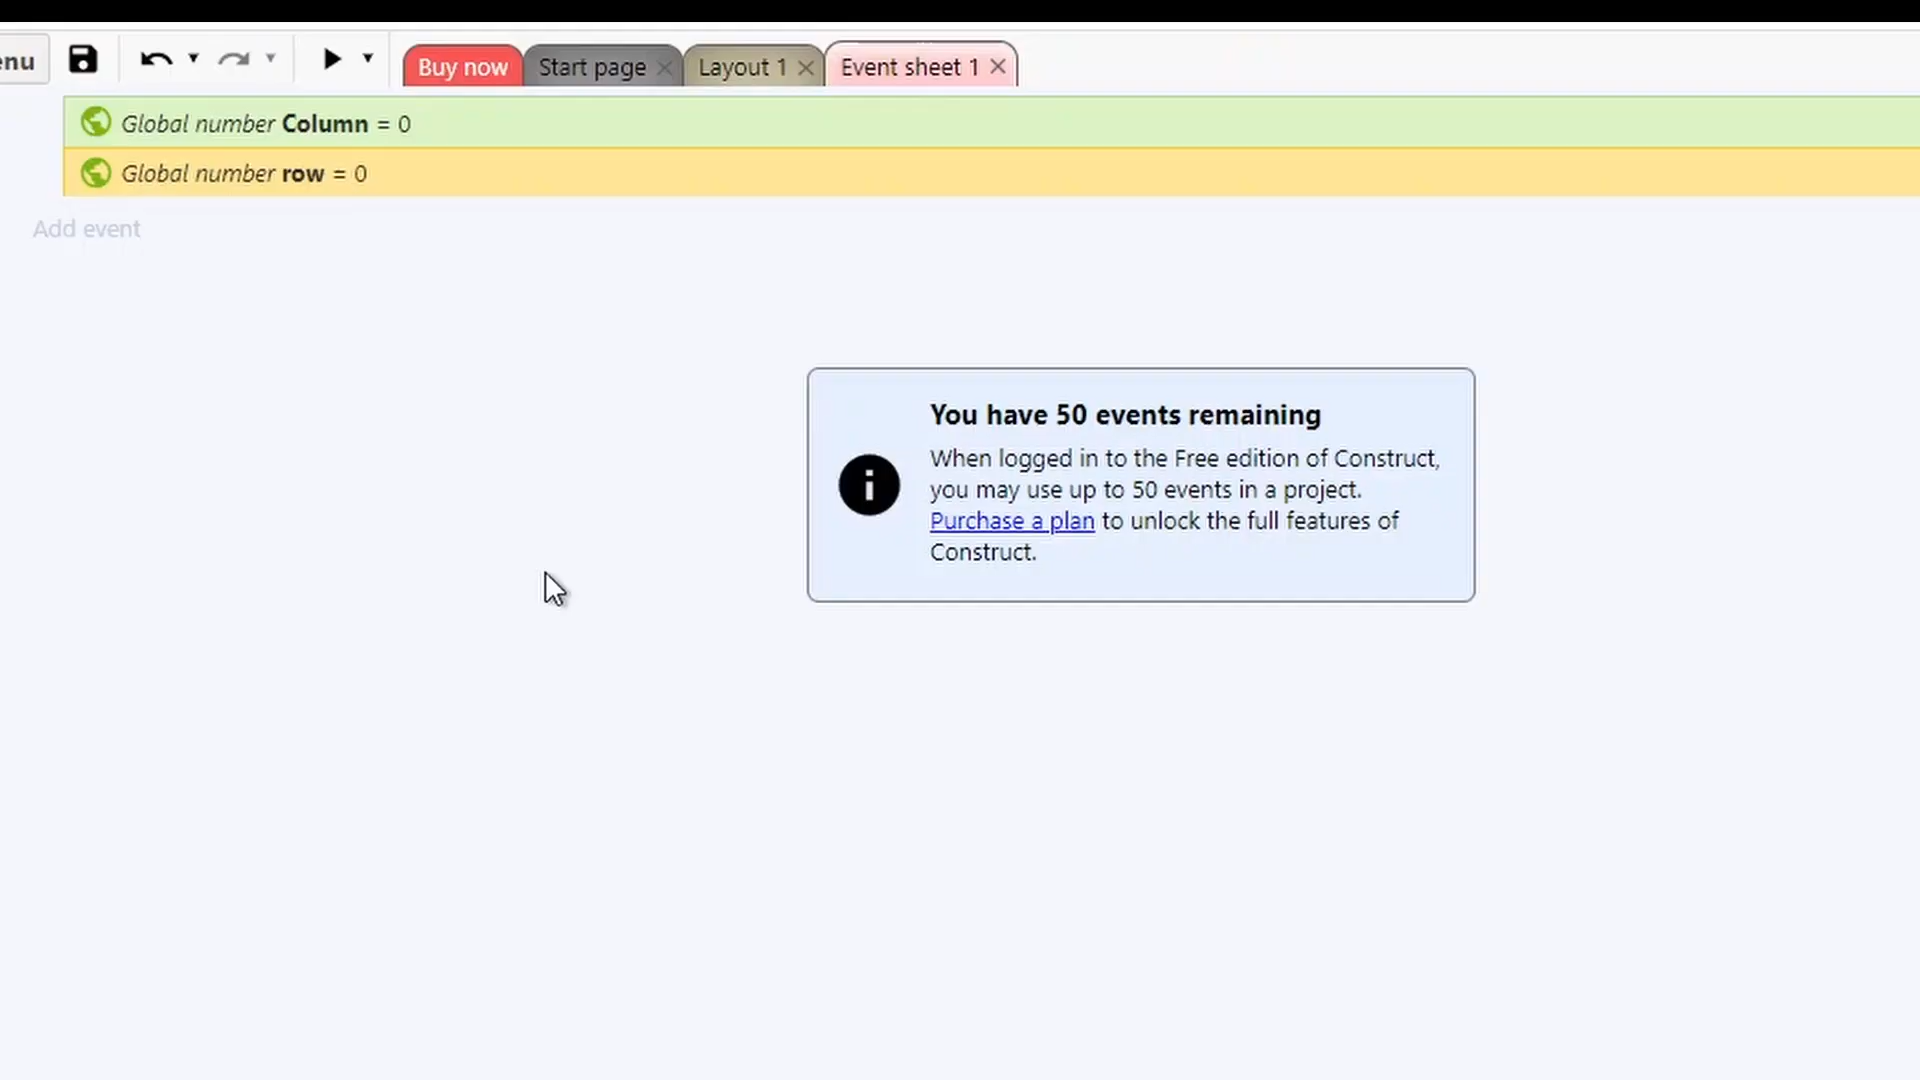 enu
Buy now
Start page
Layout 1
Event sheet 1
Global number Column = 0
Global number row = 0
Add event
You have 50 events remaining
When logged in to the Free edition of Construct,
you may use up to 50 events in a project.
Purchase a plan to unlock the full features of
Construct.